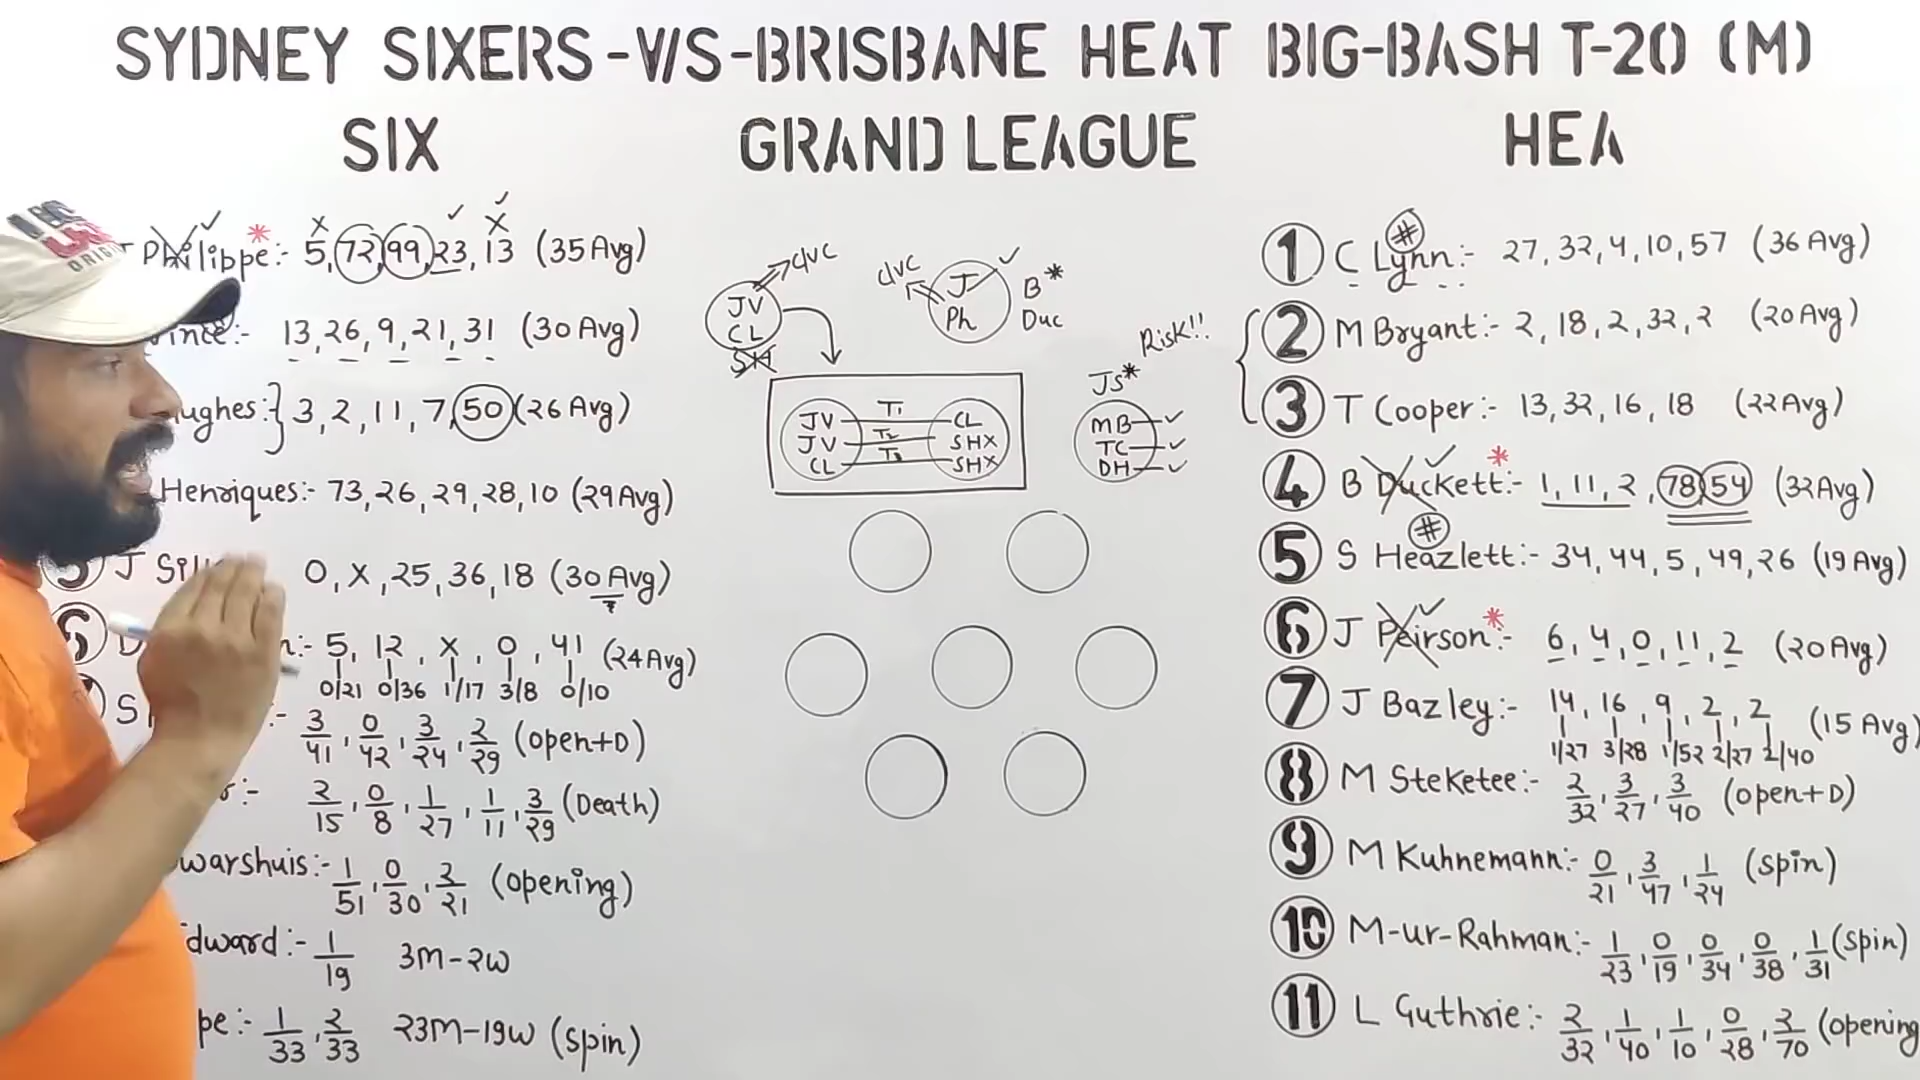 SYDNEY SIXERS -V/S- BRISBANE HEAT BIG-BASH T-20 (M)
SIX GRAND LEAGUE HEA
Philippe*:- 5, 72, 99, 23, 13 (35 Avg)
13, 26, 9, 21, 31 (30 Avg)
ughes:} 3, 2, 11, 7, 50 (26 Avg)
Henriques:- 73, 26, 29, 28, 10 (29 Avg)
5 J Sil 0, X, 25, 36, 18 (30 Avg)
6 D n:- 5, 12, X, 0, 41 (24 Avg)
0/21 0/36 1/17 3/8 0/10
S :- 3/41, 0/42, 3/24, 2/29 (open+D)
:- 2/15, 0/8, 1/27, 1/11, 3/29 (Death)
warshuis:- 1/51, 0/30, 2/21 (opening)
dward:- 1/19 3M-2W
pe:- 1/33, 2/33 23M-19W (spin)
JV
CL
SH
C/VC
C/VC
J
Ph
B*
Duc
Risk!!
JV T1 CL
JV T2 SHX
CL T3 SHX
JS*
MB
TC
DH
1 C Lynn:- 27, 32, 4, 10, 57 (36 Avg)
#
2 M Bryant:- 2, 18, 2, 32, 2 (20 Avg)
3 T Cooper:- 13, 32, 16, 18 (22 Avg)
4 B Duckett*:- 1, 11, 2, 78, 54 (32 Avg)
#
5 S Heazlett:- 34, 44, 5, 49, 26 (19 Avg)
6 J Peirson*:- 6, 4, 0, 11, 2 (20 Avg)
7 J Bazley:- 14, 16, 9, 2, 2 (15 Avg)
1/27 3/28 1/52 2/27 2/40
8 M Steketee:- 2/32, 3/27, 3/40 (open+D)
9 M Kuhnemann:- 0/21, 3/47, 1/24 (spin)
10 M-ur-Rahman:- 1/23, 0/19, 0/34, 0/38, 1/31 (spin)
11 L Guthrie:- 2/32, 1/40, 1/10, 0/28, 2/70 (opening